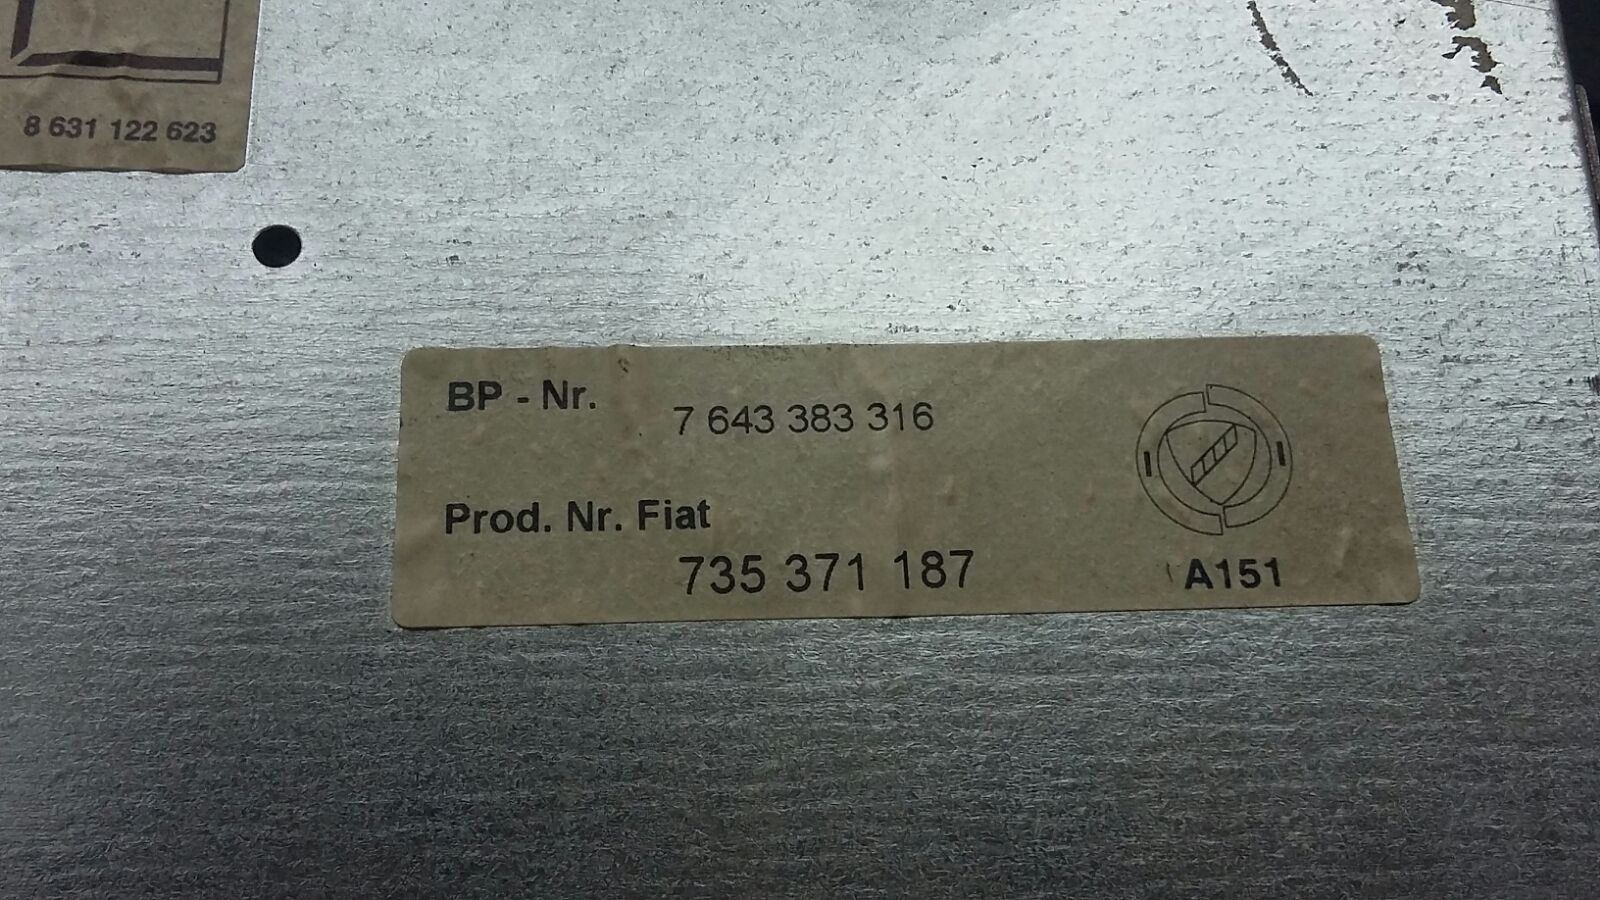 8 631 122 623
BP - Nr.
7 643 383 316
Prod. Nr. Fiat
735 371 187
A151